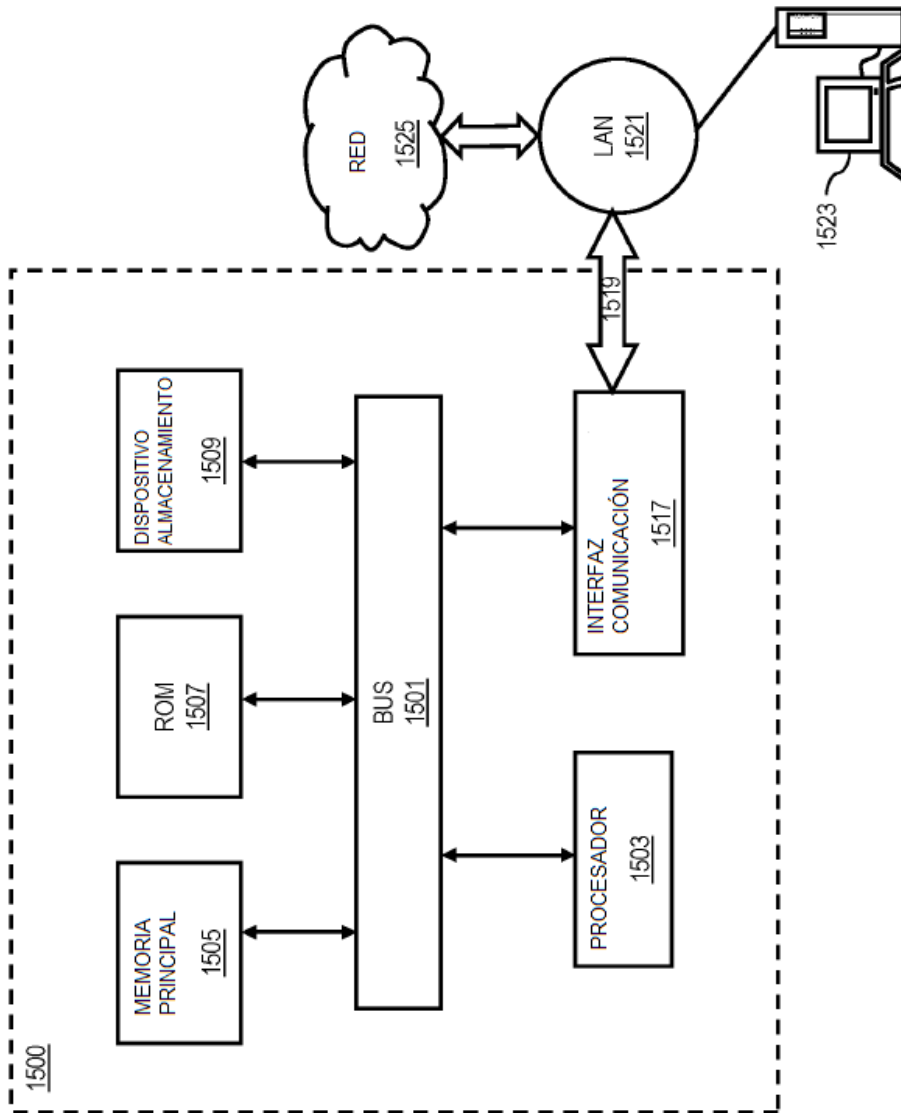 1500
MEMORIA
PRINCIPAL
1505
ROM
1507
DISPOSITIVO
ALMACENAMIENTO
1509
BUS
1501
PROCESADOR
1503
INTERFAZ
COMUNICACIÓN
1517
1519
RED
1525
LAN
1521
1523